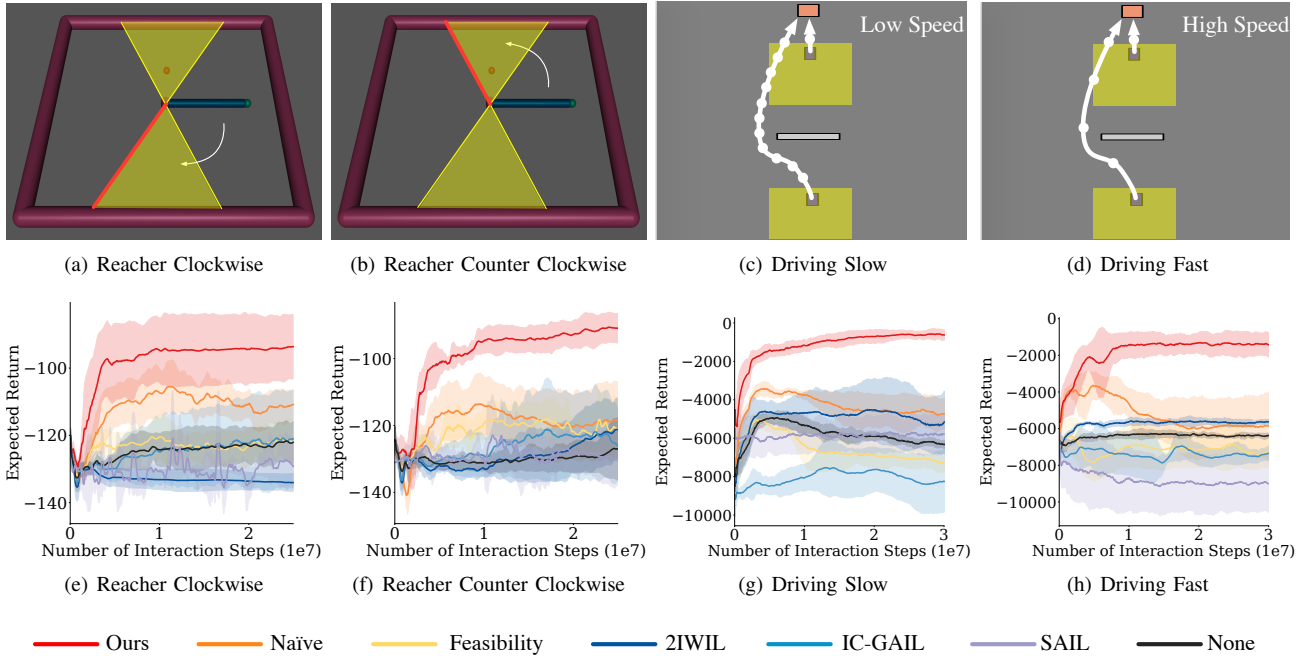 Low Speed
High Speed
(a) Reacher Clockwise
(b) Reacher Counter Clockwise
(c) Driving Slow
(d) Driving Fast
Expected Return
−100
−120
−140
0
1
2
Number of Interaction Steps (1e7)
(e) Reacher Clockwise
Expected Return
−100
−120
−140
0
1
2
Number of Interaction Steps (1e7)
(f) Reacher Counter Clockwise
Expected Return
0
−2000
−4000
−6000
−8000
−10000
0
1
2
3
Number of Interaction Steps (1e7)
(g) Driving Slow
Expected Return
0
−2000
−4000
−6000
−8000
−10000
0
1
2
3
Number of Interaction Steps (1e7)
(h) Driving Fast
Ours Naïve Feasibility 2IWIL IC-GAIL SAIL None